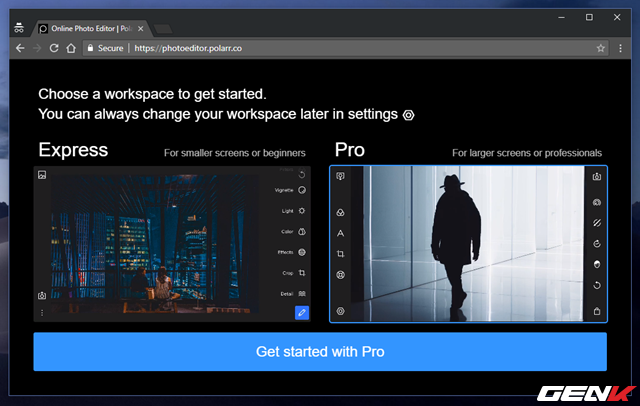 Online Photo Editor | Polarr
Secure
https://photoeditor.polarr.co
Choose a workspace to get started.
You can always change your workspace later in settings
Express
For smaller screens or beginners
Pro
For larger screens or professionals
Vignette
Light
Color
Effects
Crop
Detail
Get started with Pro
GENK